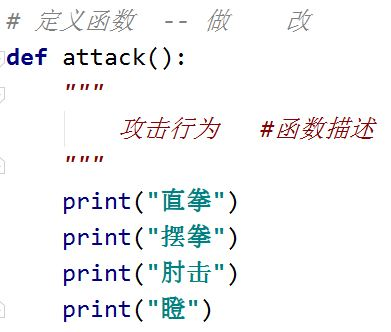 # 定义函数 -- 做 改
def attack():
"""
攻击行为 #函数描述
"""
print("直拳")
print("摆拳")
print("肘击")
print("瞪")